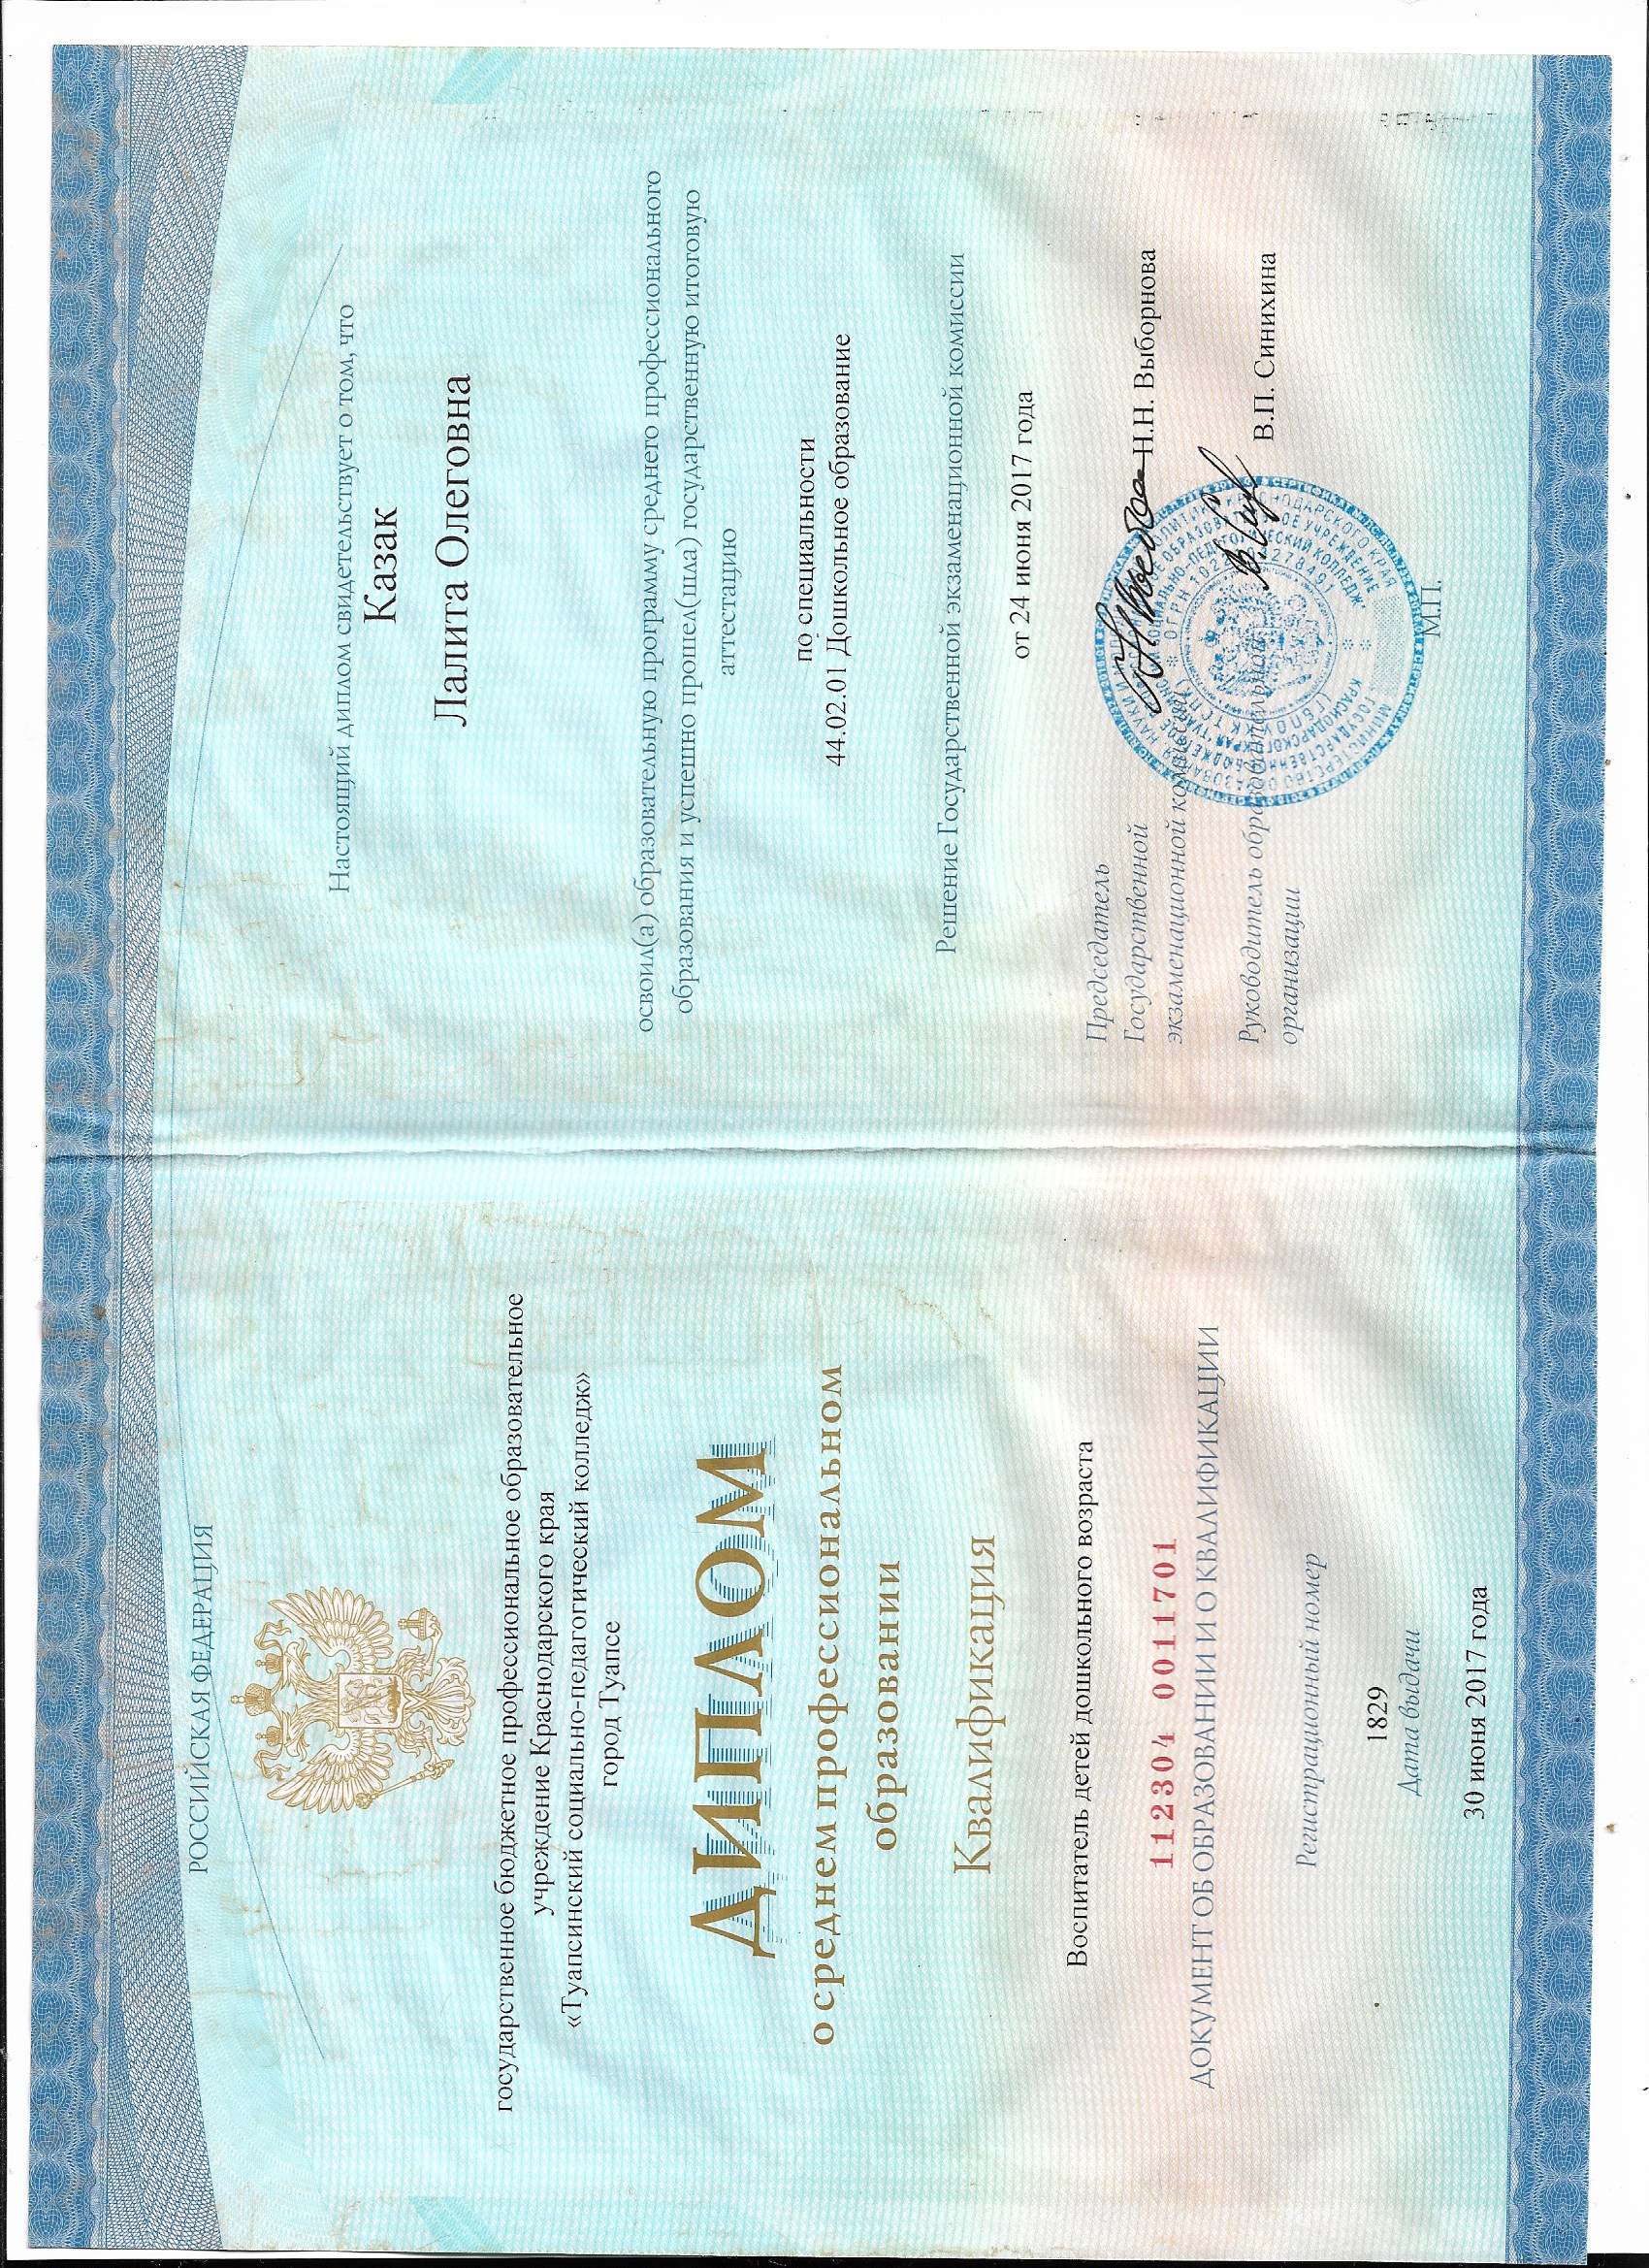 РОССИЙСКАЯ ФЕДЕРАЦИЯ
государственное бюджетное профессиональное образовательное
учреждение Краснодарского края
«Туапсинский социально-педагогический колледж»
город Туапсе
ДИПЛОМ
о среднем профессиональном
образовании
Квалификация
Воспитатель детей дошкольного возраста
112304 0011701
ДОКУМЕНТ ОБ ОБРАЗОВАНИИ И О КВАЛИФИКАЦИИ
Регистрационный номер
1829
Дата выдачи
30 июня 2017 года
Настоящий диплом свидетельствует о том, что
Казак
Лалита Олеговна
освоил(а) образовательную программу среднего профессионального
образования и успешно прошел(шла) государственную итоговую
аттестацию
по специальности
44.02.01 Дошкольное образование
Решение Государственной экзаменационной комиссии
от 24 июня 2017 года
Председатель
Государственной
экзаменационной комиссии
Н.Н. Выборнова
Руководитель образовательной
организации
В.П. Синихина
М.П.